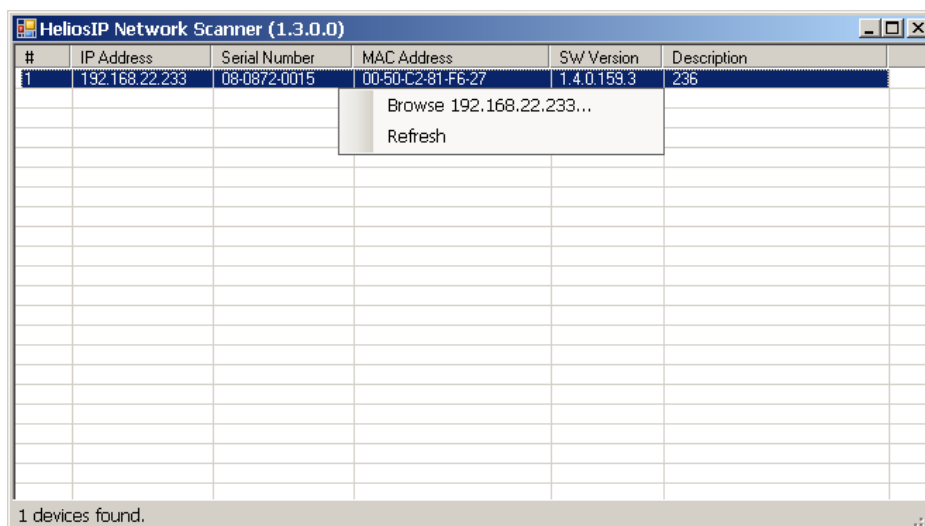 HeliosIP Network Scanner (1.3.0.0)
# IP Address Serial Number MAC Address SW Version Description
1 192.168.22.233 08-0872-0015 00-50-C2-81-F6-27 1.4.0.159.3 236
Browse 192.168.22.233...
Refresh
1 devices found.